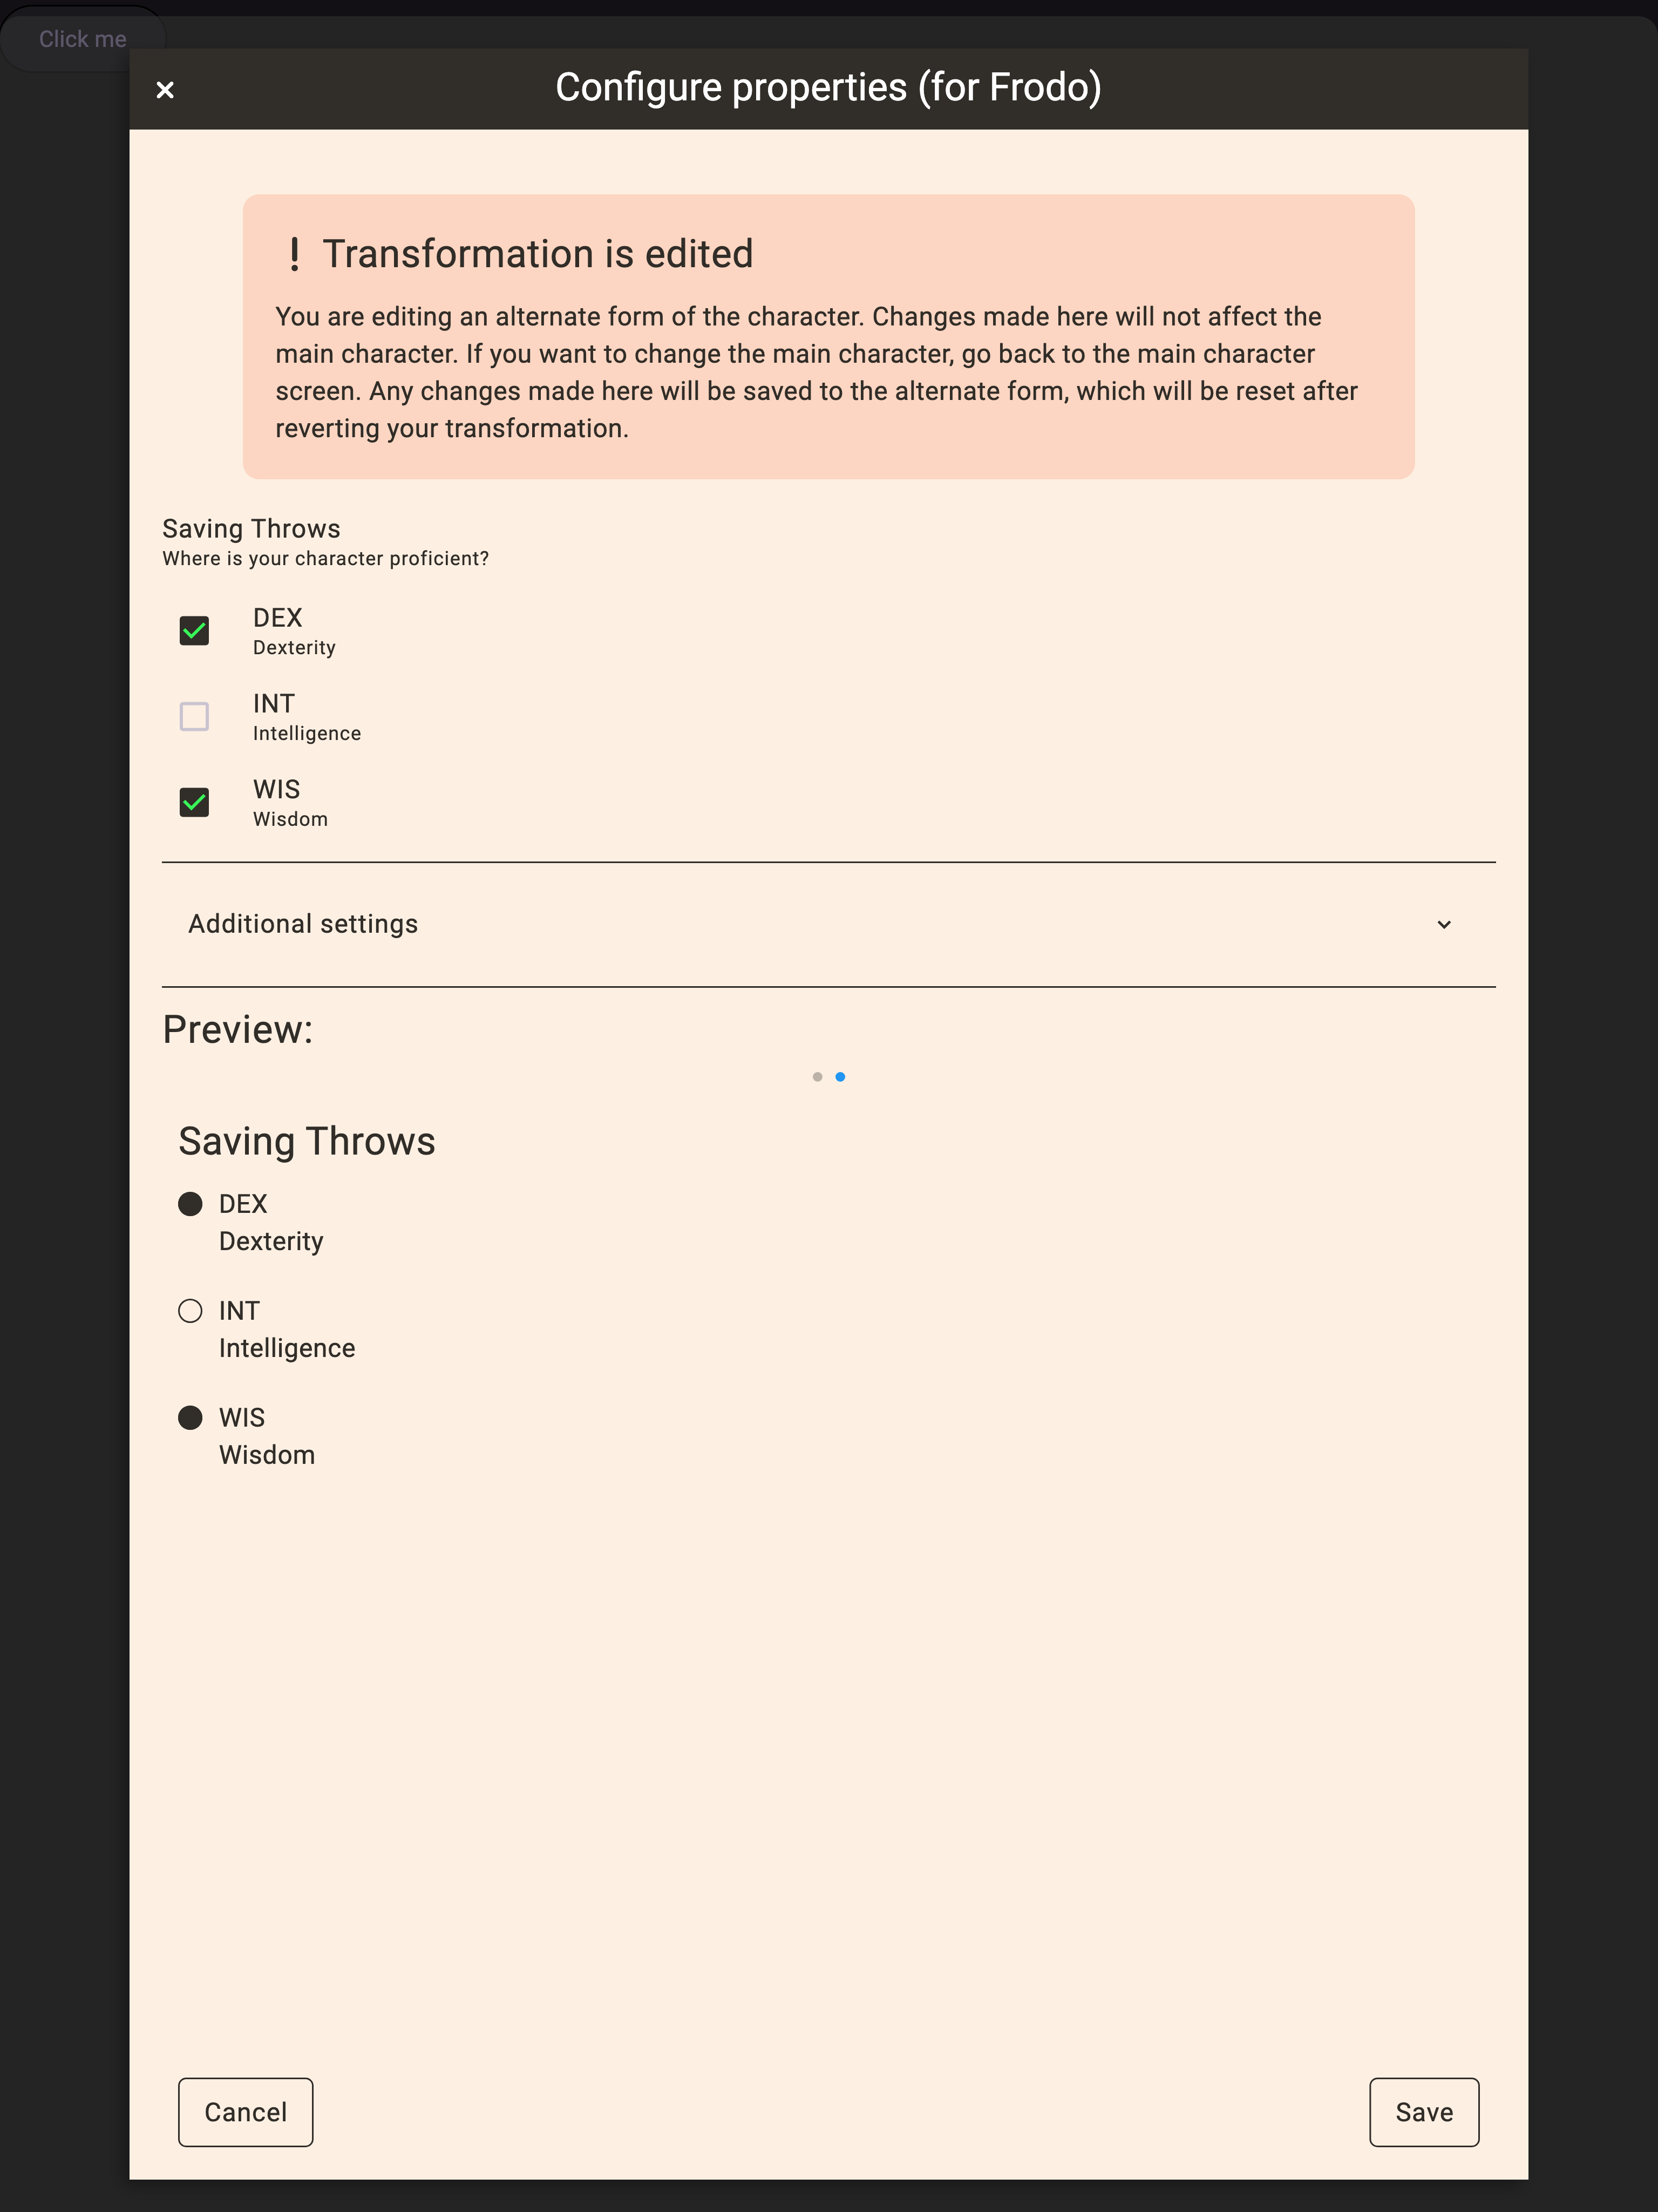 Click me
Configure properties (for Frodo)
! Transformation is edited
You are editing an alternate form of the character. Changes made here will not affect the
main character. If you want to change the main character, go back to the main character
screen. Any changes made here will be saved to the alternate form, which will be reset after
reverting your transformation.
Saving Throws
Where is your character proficient?
DEX
Dexterity
INT
Intelligence
WIS
Wisdom
Additional settings
Preview:
Saving Throws
DEX
Dexterity
INT
Intelligence
WIS
Wisdom
Cancel
Save